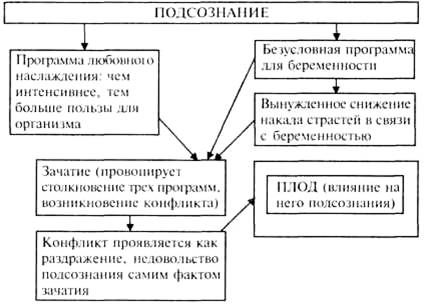 ПОДСОЗНАНИЕ
Программа любовного
наслаждения: чем
интенсивнее, тем
больше пользы для
организма
Безусловная программа
для беременности
Вынужденное снижение
накала страстей в связи
с беременностью
Зачатие (провоцирует
столкновение трех программ,
возникновение конфликта)
ПЛОД (влияние на
него подсознания)
Конфликт проявляется как
раздражение, недовольство
подсознания самим фактом
зачатия